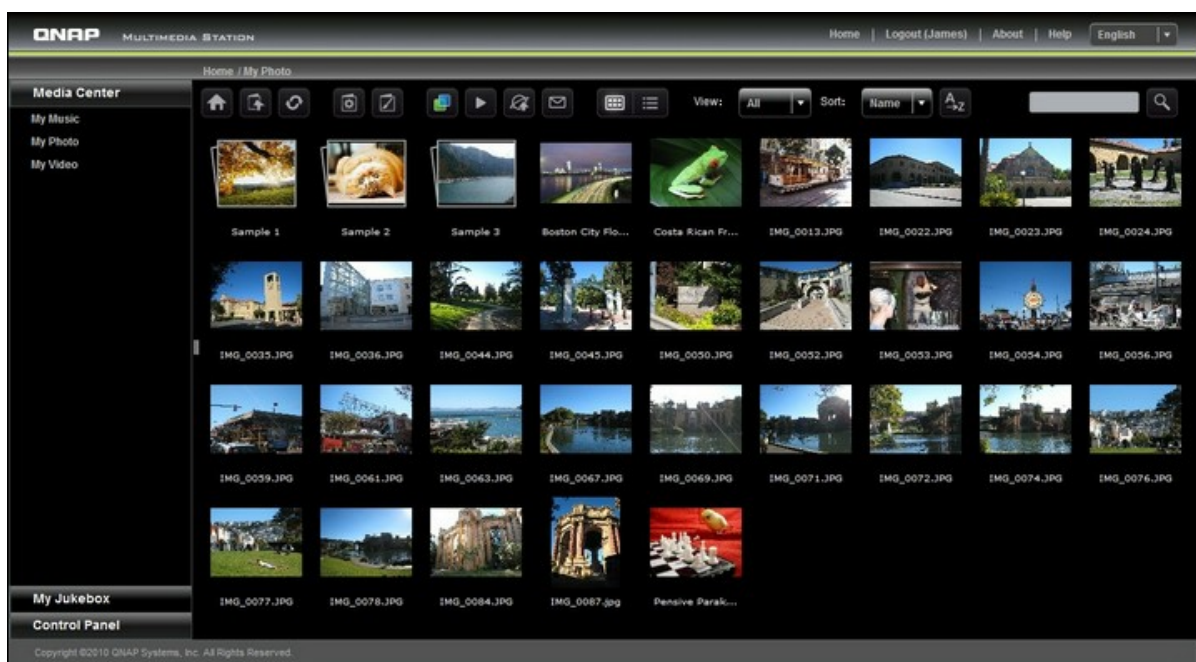 QNAP MULTIMEDIA STATION
Home | Logout (James) | About | Help English
Home / My Photo
Media Center
My Music
My Photo
My Video
View: All Sort: Name A→Z
Sample 1 Sample 2 Sample 3 Boston City Flo... Costa Rican Fr... IMG_0013.JPG IMG_0022.JPG IMG_0023.JPG IMG_0024.JPG
IMG_0035.JPG IMG_0036.JPG IMG_0044.JPG IMG_0045.JPG IMG_0050.JPG IMG_0052.JPG IMG_0053.JPG IMG_0054.JPG IMG_0056.JPG
IMG_0059.JPG IMG_0061.JPG IMG_0063.JPG IMG_0067.JPG IMG_0069.JPG IMG_0071.JPG IMG_0072.JPG IMG_0074.JPG IMG_0076.JPG
IMG_0077.JPG IMG_0078.JPG IMG_0084.JPG IMG_0087.jpg Pensive Parak...
My Jukebox
Control Panel
Copyright ©2010 QNAP Systems, Inc. All Rights Reserved.